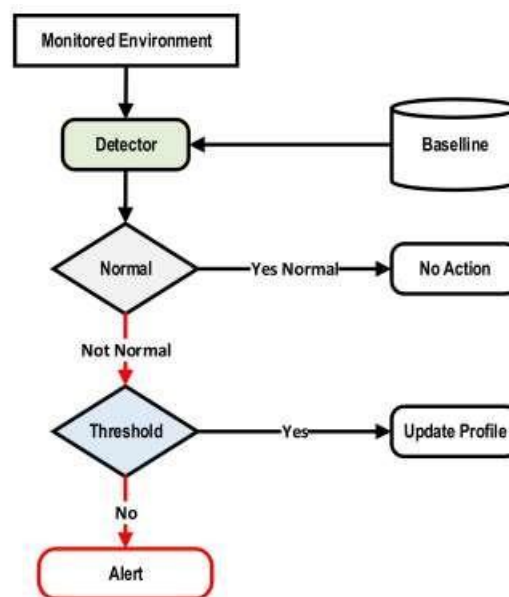 Monitored Environment
Detector
Baselline
Normal
Yes Normal
No Action
Not Normal
Threshold
Yes
Update Profile
No
Alert